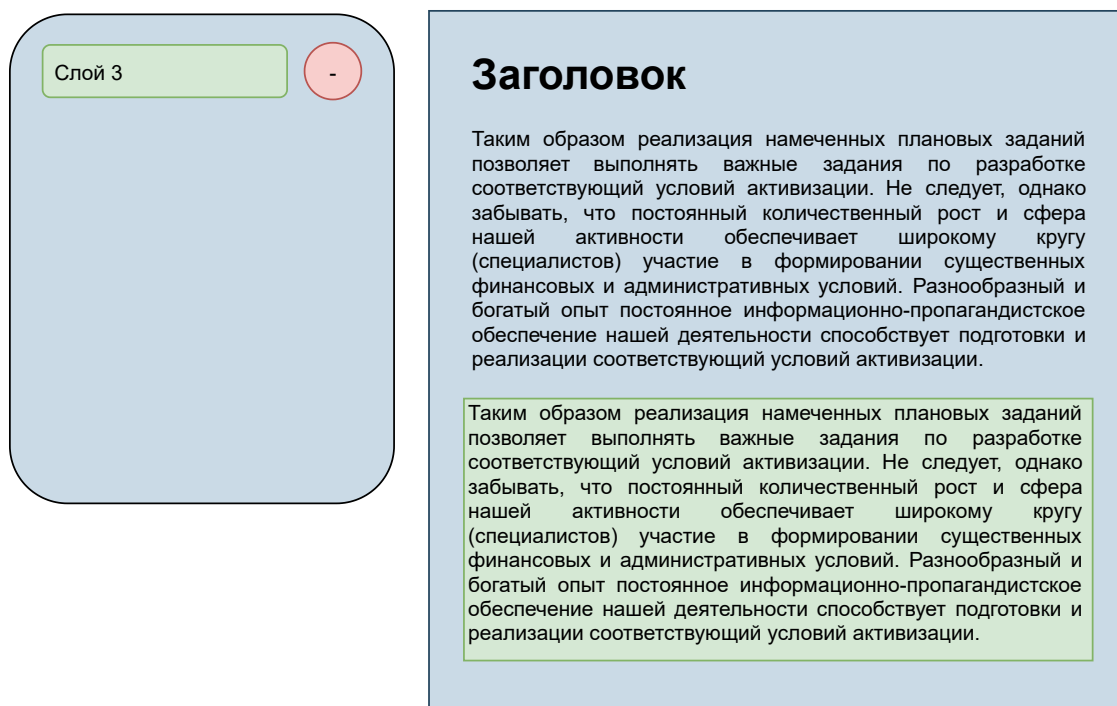 Слой 3
-
Заголовок
Таким образом реализация намеченных плановых заданий
позволяет выполнять важные задания по разработке
соответствующий условий активизации. Не следует, однако
забывать, что постоянный количественный рост и сфера
нашей активности обеспечивает широкому кругу
(специалистов) участие в формировании существенных
финансовых и административных условий. Разнообразный и
богатый опыт постоянное информационно-пропагандистское
обеспечение нашей деятельности способствует подготовки и
реализации соответствующий условий активизации.
Таким образом реализация намеченных плановых заданий
позволяет выполнять важные задания по разработке
соответствующий условий активизации. Не следует, однако
забывать, что постоянный количественный рост и сфера
нашей активности обеспечивает широкому кругу
(специалистов) участие в формировании существенных
финансовых и административных условий. Разнообразный и
богатый опыт постоянное информационно-пропагандистское
обеспечение нашей деятельности способствует подготовки и
реализации соответствующий условий активизации.